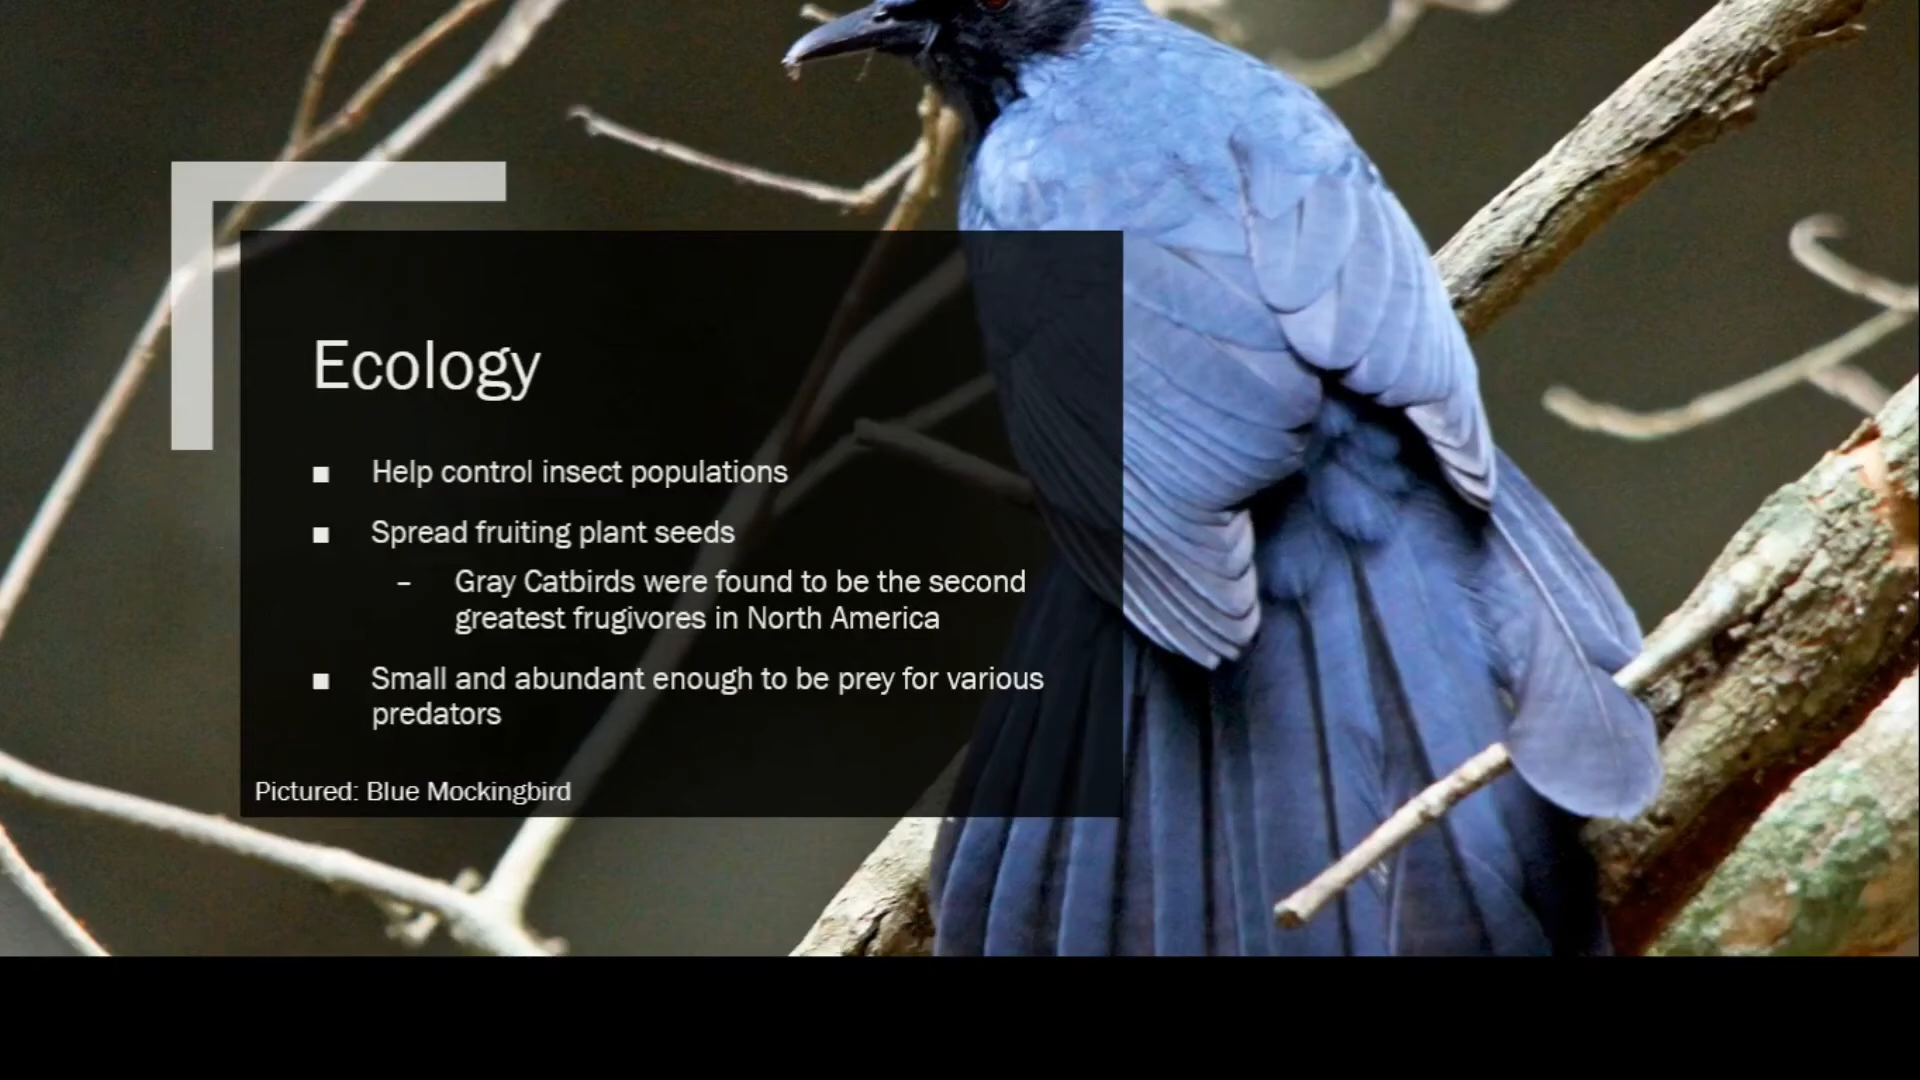 Ecology
■ Help control insect populations
■ Spread fruiting plant seeds
– Gray Catbirds were found to be the second
greatest frugivores in North America
■ Small and abundant enough to be prey for various
predators
Pictured: Blue Mockingbird